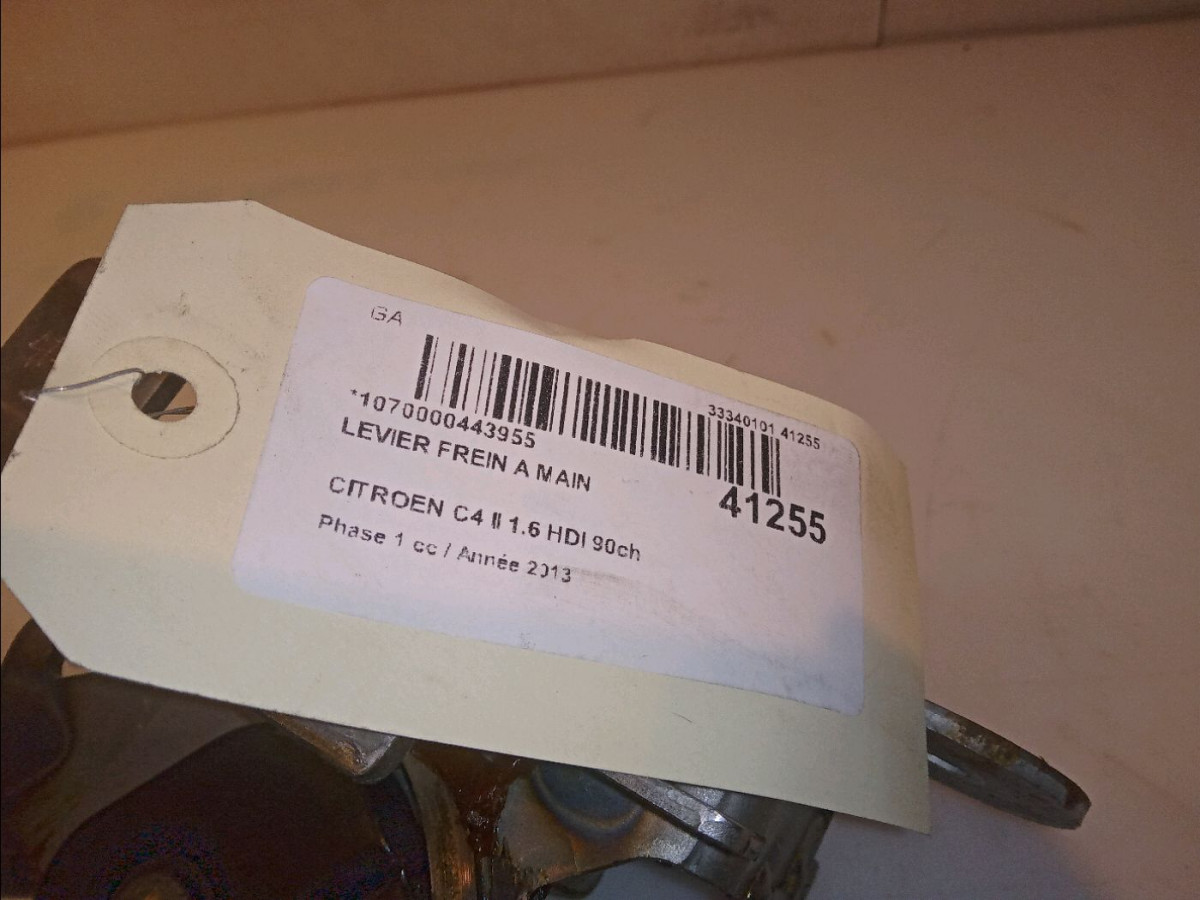 GA
33340101 41255
*1070000443955
LEVIER FREIN A MAIN
41255
CITROEN C4 II 1.6 HDI 90ch
Phase 1 cc / Année 2013